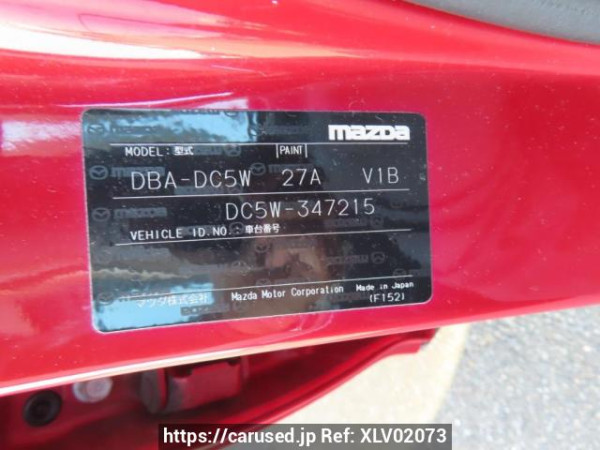 mazda
MODEL:型式 PAINT
DBA-DC5W 27A V1B
DC5W-347215
VEHICLE ID.NO. 車台番号
マツダ株式会社 Mazda Motor Corporation Made in Japan
(F152)
https://carused.jp Ref: XLV02073